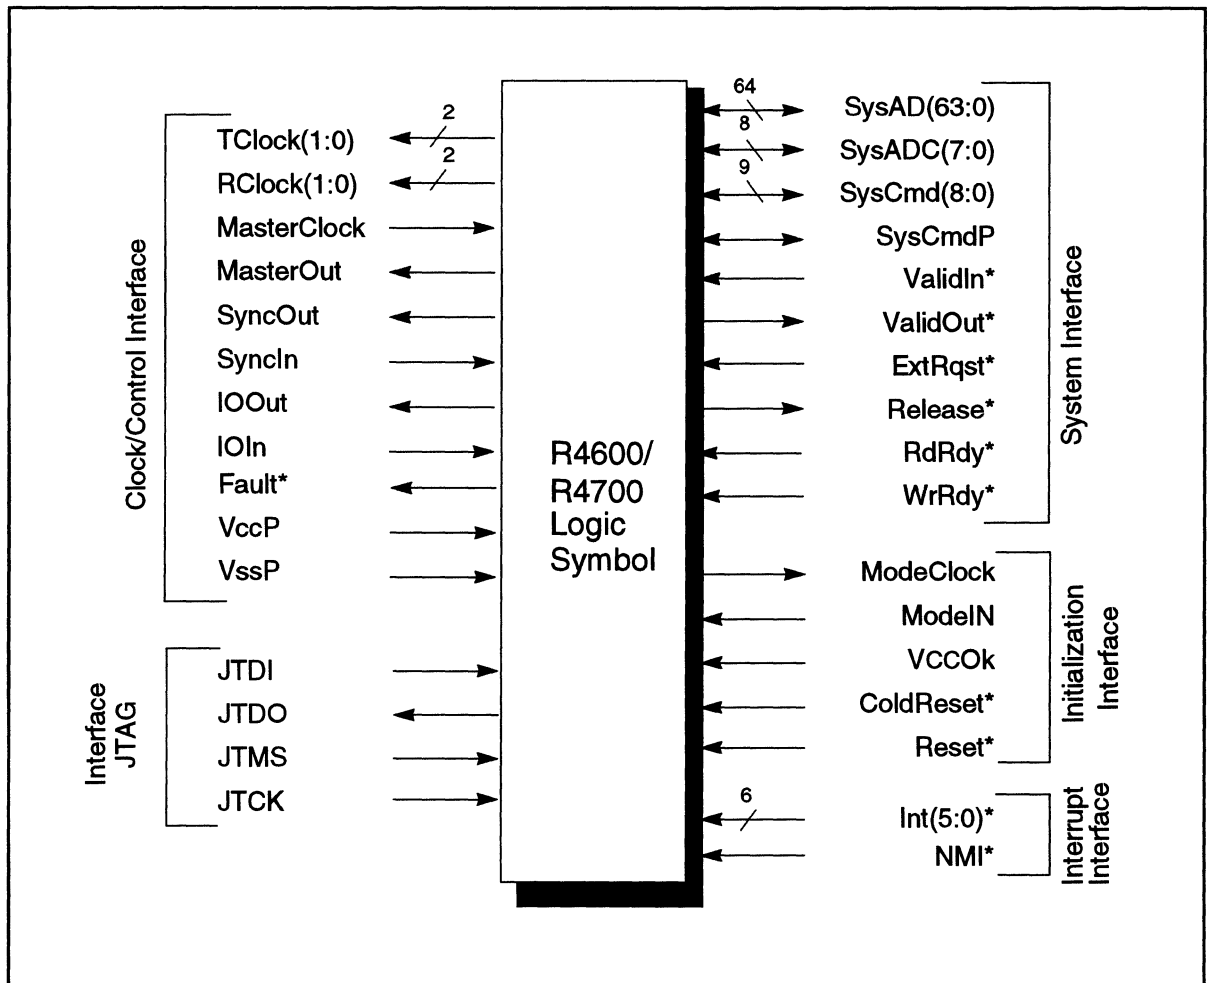 Clock/Control Interface
2
TClock(1:0)
2
RClock(1:0)
MasterClock
MasterOut
SyncOut
SyncIn
IOOut
IOIn
Fault*
VccP
VssP
Interface
JTAG
JTDI
JTDO
JTMS
JTCK
R4600/
R4700
Logic
Symbol
64
SysAD(63:0)
8
SysADC(7:0)
9
SysCmd(8:0)
SysCmdP
ValidIn*
ValidOut*
ExtRqst*
Release*
RdRdy*
WrRdy*
System Interface
ModeClock
ModeIN
VCCOk
ColdReset*
Reset*
Initialization
Interface
6
Int(5:0)*
NMI*
Interrupt
Interface